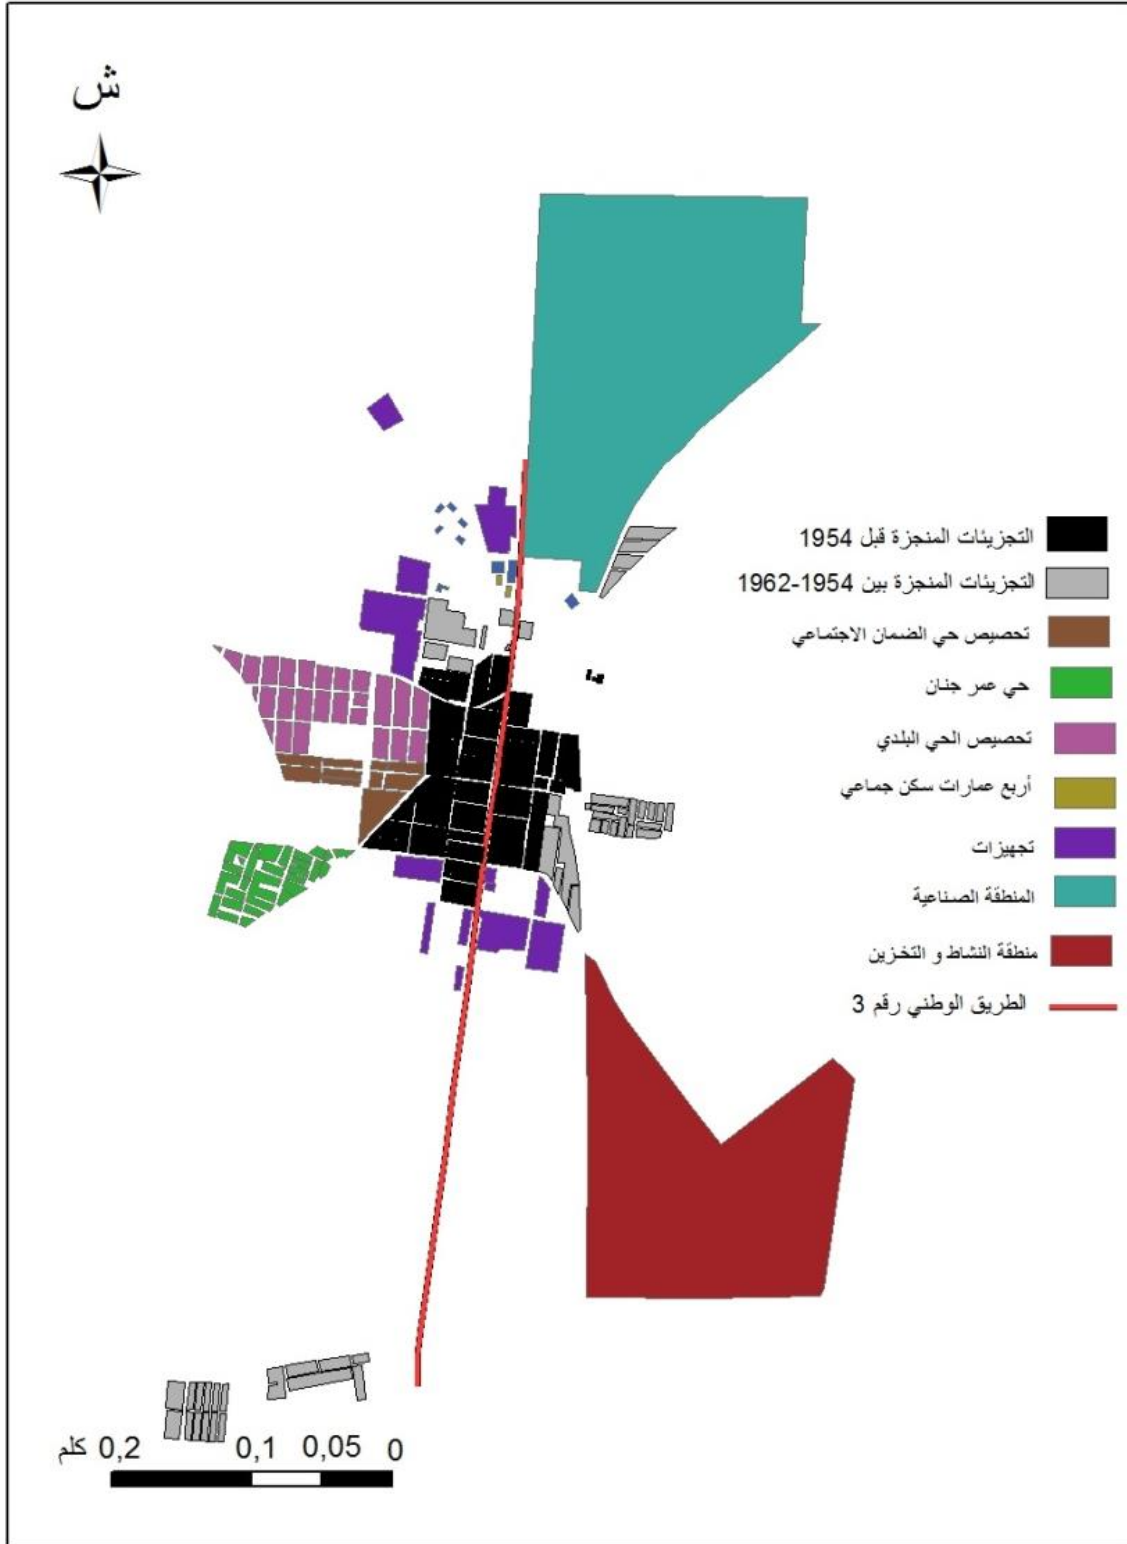 ش
التجزيئات المنجزة قبل 1954
التجزيئات المنجزة بين 1954-1962
تحصيص حي الضمان الاجتماعي
حي عمر جنان
تحصيص الحي البلدي
أربع عمارات سكن جماعي
تجهيزات
المنطقة الصناعية
منطقة النشاط و التخزين
الطريق الوطني رقم 3
0 0,05 0,1 0,2 كلم